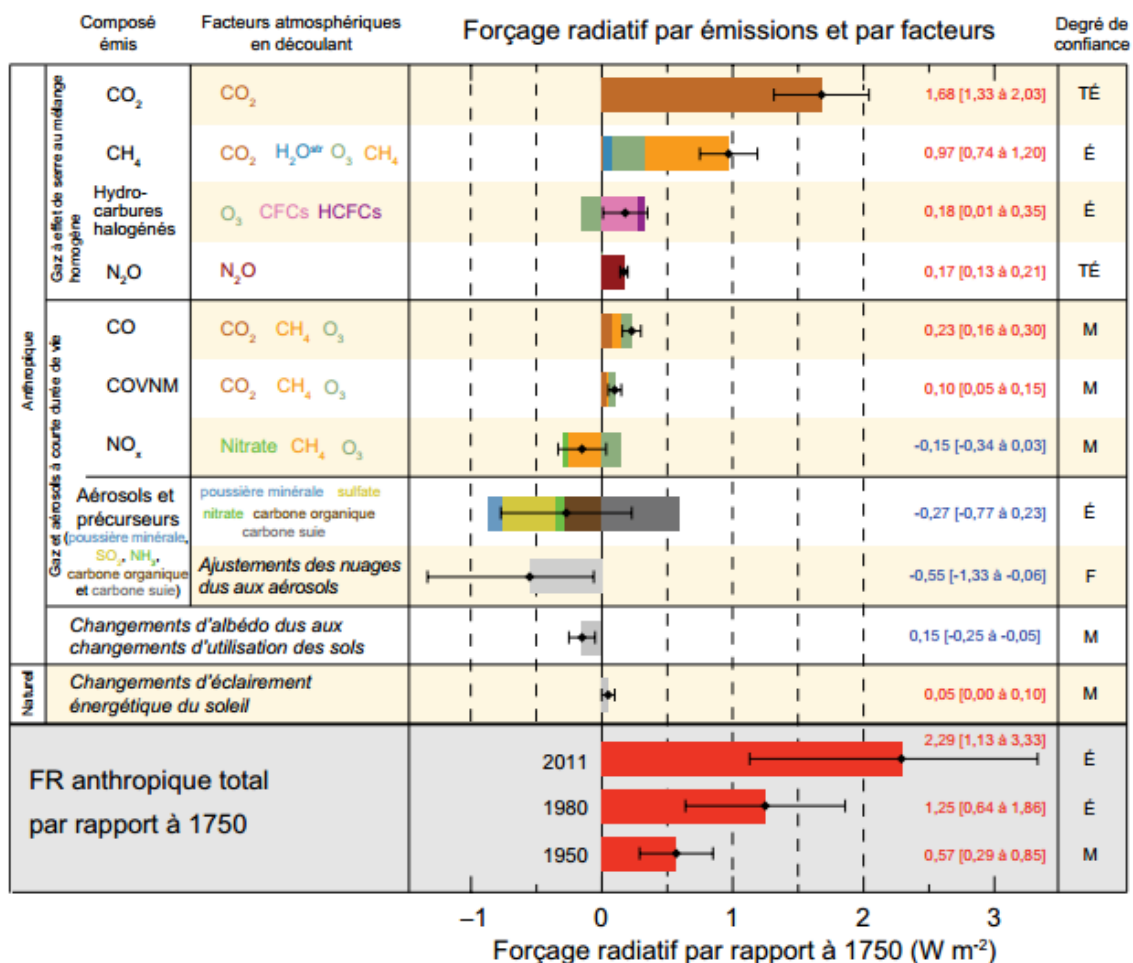 Composé
émis
Facteurs atmosphériques
en découlant
Forçage radiatif par émissions et par facteurs
Degré de
confiance
Anthropique
Gaz à effet de serre au mélange
homogène
CO₂
CO₂
1,68 [1,33 à 2,03]
TÉ
CH₄
CO₂ H₂Oˢᵗʳ O₃ CH₄
0,97 [0,74 à 1,20]
É
Hydro-
carbures
halogénés
O₃ CFCs HCFCs
0,18 [0,01 à 0,35]
É
N₂O
N₂O
0,17 [0,13 à 0,21]
TÉ
Gaz et aérosols à courte durée de vie
CO
CO₂ CH₄ O₃
0,23 [0,16 à 0,30]
M
COVNM
CO₂ CH₄ O₃
0,10 [0,05 à 0,15]
M
NOₓ
Nitrate CH₄ O₃
-0,15 [-0,34 à 0,03]
M
Aérosols et
précurseurs
(poussière minérale,
SO₂, NH₃,
carbone organique
et carbone suie)
poussière minérale sulfate
nitrate carbone organique
carbone suie
-0,27 [-0,77 à 0,23]
É
Ajustements des nuages
dus aux aérosols
-0,55 [-1,33 à -0,06]
F
Changements d'albédo dus aux
changements d'utilisation des sols
0,15 [-0,25 à -0,05]
M
Naturel
Changements d'éclairement
énergétique du soleil
0,05 [0,00 à 0,10]
M
FR anthropique total
par rapport à 1750
2011
2,29 [1,13 à 3,33]
É
1980
1,25 [0,64 à 1,86]
É
1950
0,57 [0,29 à 0,85]
M
–1 0 1 2 3
Forçage radiatif par rapport à 1750 (W m⁻²)